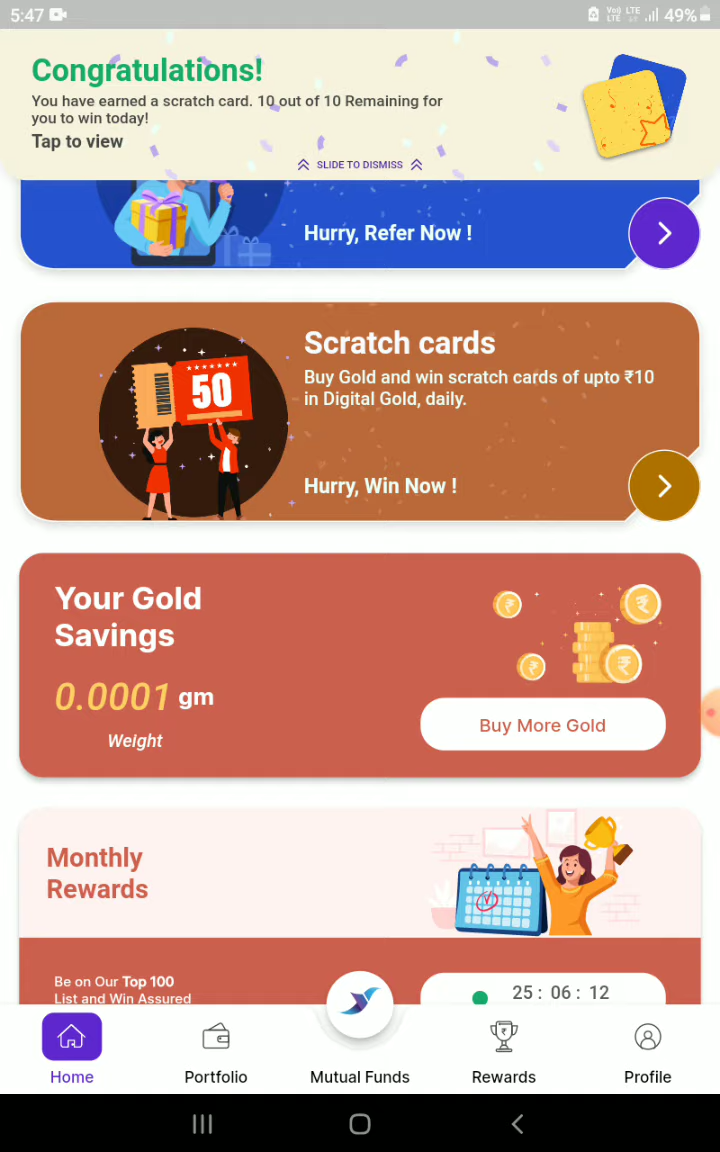 5:47
Vo) LTE
LTE
49%
Congratulations!
You have earned a scratch card. 10 out of 10 Remaining for
you to win today!
Tap to view
SLIDE TO DISMISS
Hurry, Refer Now !
Scratch cards
Buy Gold and win scratch cards of upto ₹10
in Digital Gold, daily.
50
Hurry, Win Now !
Your Gold
Savings
0.0001 gm
Weight
Buy More Gold
Monthly
Rewards
Be on Our Top 100
List and Win Assured
25 : 06 : 12
Home
Portfolio
Mutual Funds
Rewards
Profile